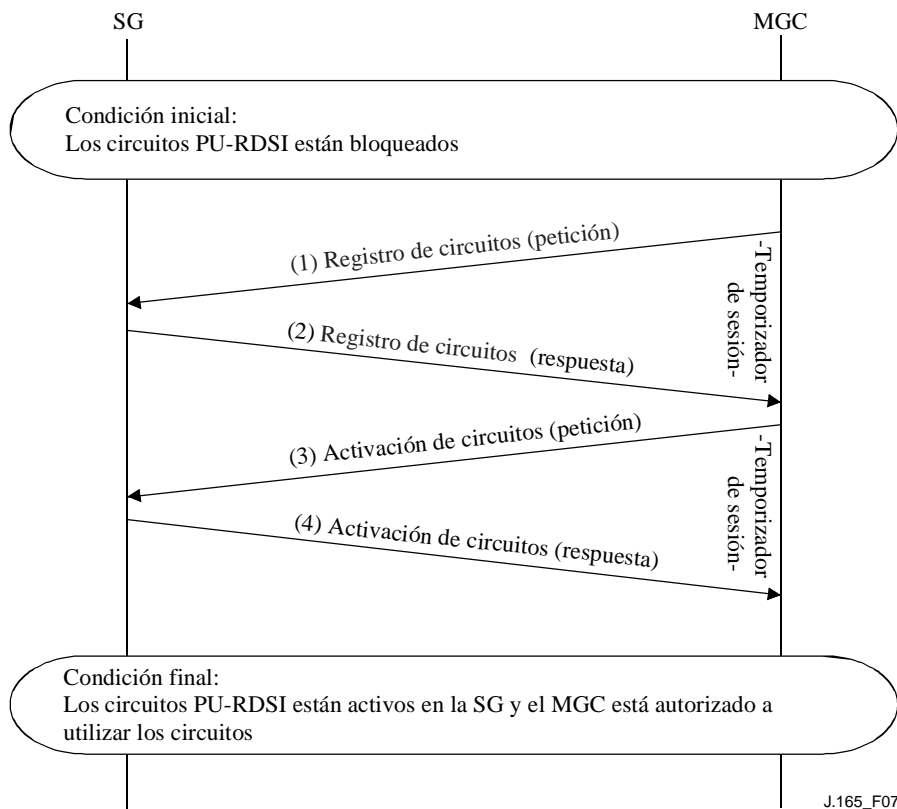 SG
MGC
Condición inicial:
Los circuitos PU-RDSI están bloqueados
(1) Registro de circuitos (petición)
-Temporizador
de sesión-
(2) Registro de circuitos (respuesta)
(3) Activación de circuitos (petición)
-Temporizador
de sesión-
(4) Activación de circuitos (respuesta)
Condición final:
Los circuitos PU-RDSI están activos en la SG y el MGC está autorizado a
utilizar los circuitos
J.165_F07